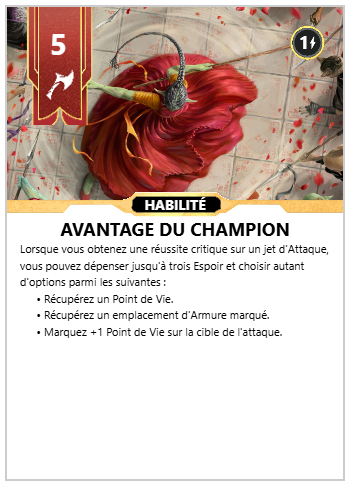 5
1
HABILITÉ
AVANTAGE DU CHAMPION
Lorsque vous obtenez une réussite critique sur un jet d'Attaque,
vous pouvez dépenser jusqu'à trois Espoir et choisir autant
d'options parmi les suivantes :
• Récupérez un Point de Vie.
• Récupérez un emplacement d'Armure marqué.
• Marquez +1 Point de Vie sur la cible de l'attaque.